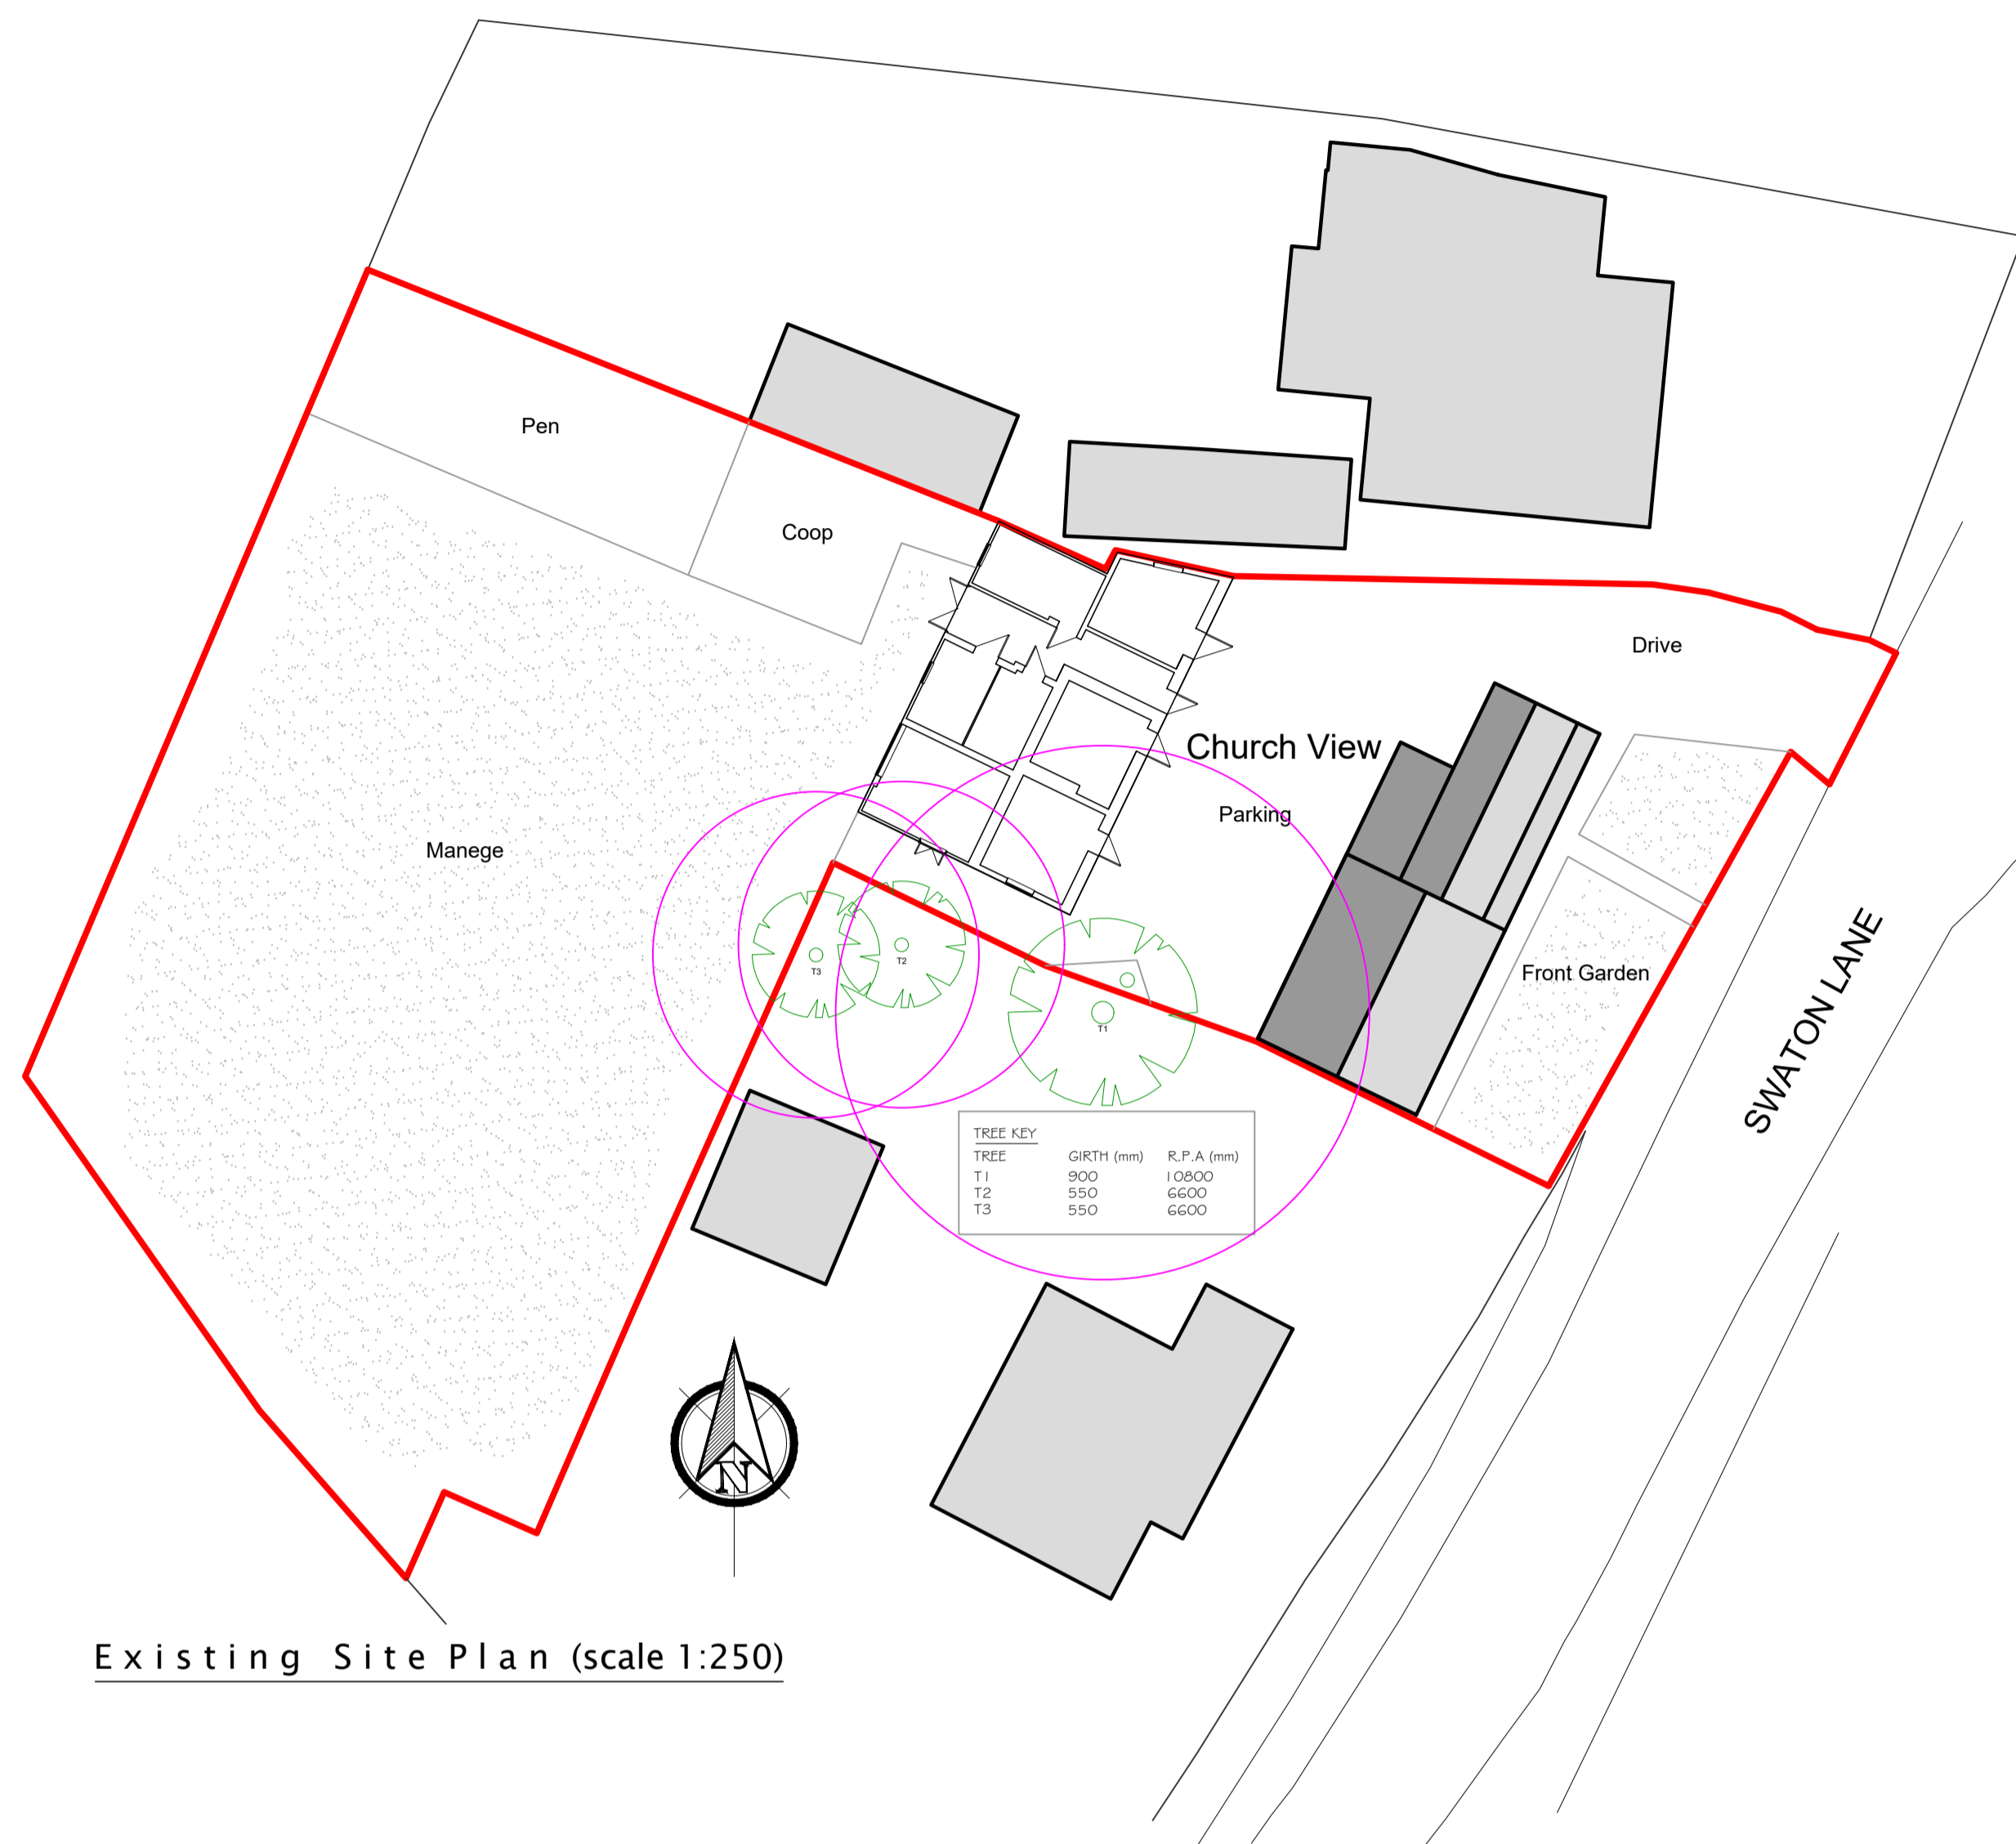 Pen
Coop
Drive
Church View
Parking
Manege
Front Garden
SWATON LANE
T3
T2
T1
TREE KEY
TREE GIRTH (mm) R.P.A (mm)
T1 900 10800
T2 550 6600
T3 550 6600
N
Existing Site Plan (scale 1:250)